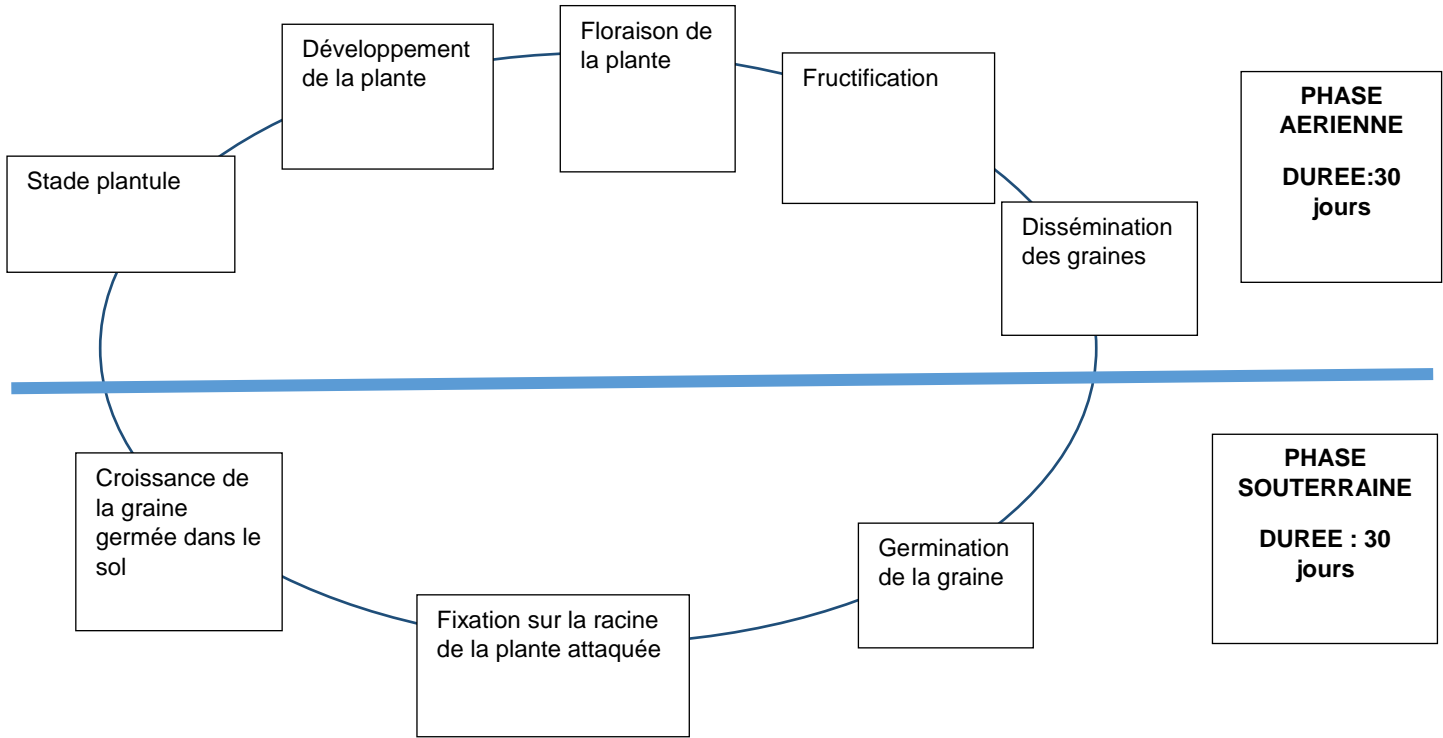 Développement
de la plante
Floraison de
la plante
Fructification
PHASE
AERIENNE
DUREE:30
jours
Stade plantule
Dissémination
des graines
Croissance de
la graine
germée dans le
sol
Fixation sur la racine
de la plante attaquée
Germination
de la graine
PHASE
SOUTERRAINE
DUREE : 30
jours